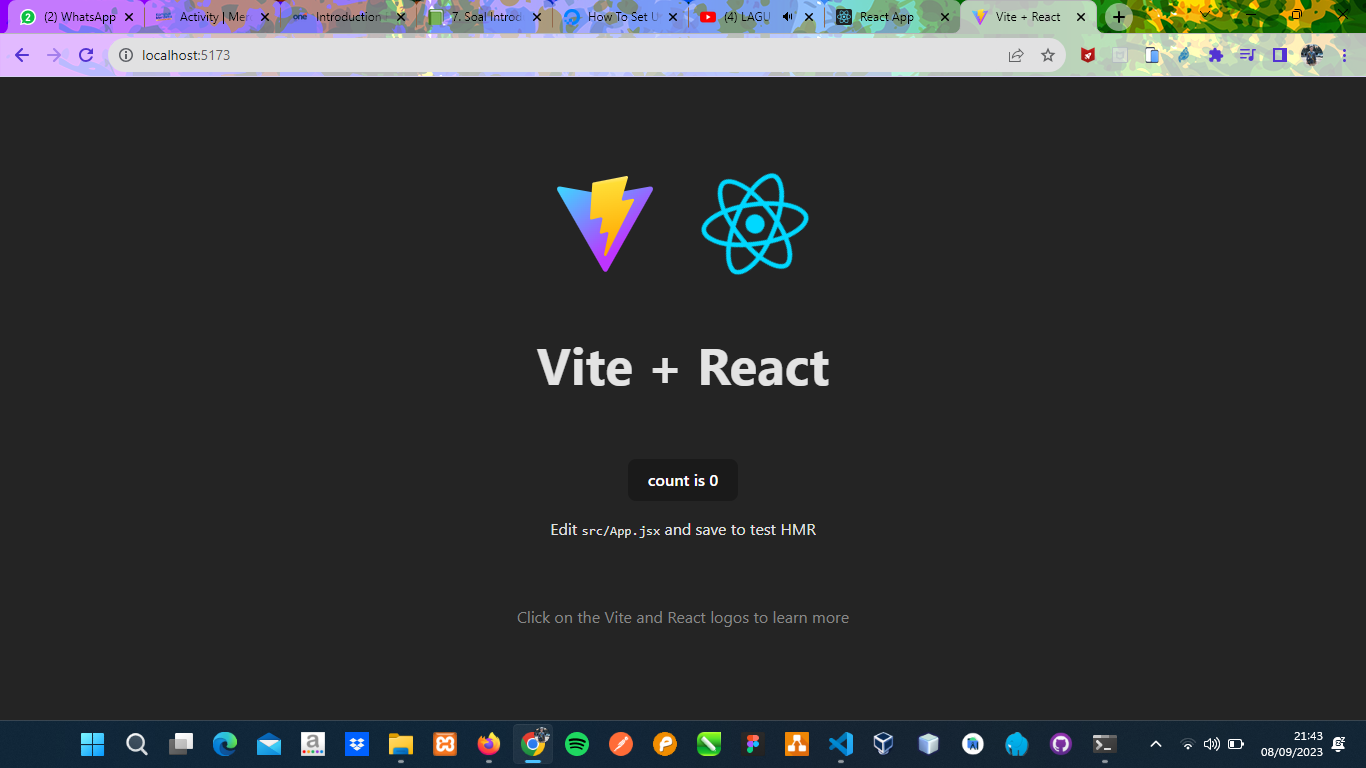 (2) WhatsApp
Activity | Mer
one Introduction
7. Soal Introd
How To Set U
(4) LAGU
React App
Vite + React
localhost:5173
Vite + React
count is 0
Edit src/App.jsx and save to test HMR
Click on the Vite and React logos to learn more
21:43
08/09/2023